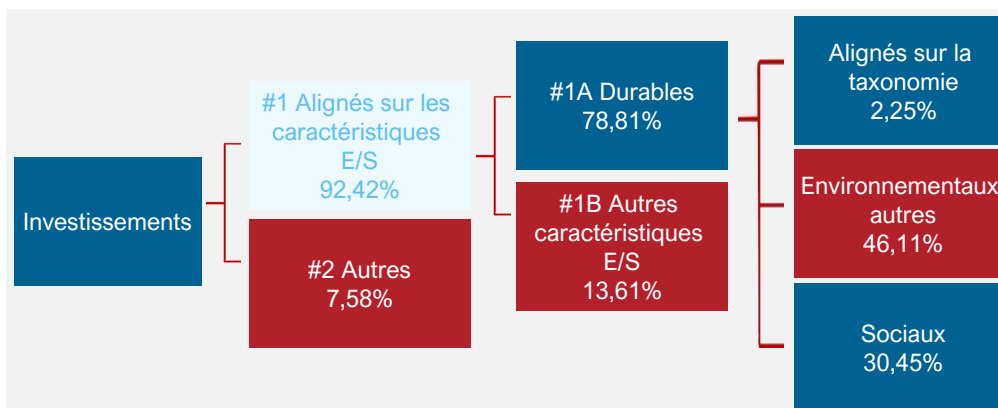 Investissements
#1 Alignés sur les
caractéristiques
E/S
92,42%
#2 Autres
7,58%
#1A Durables
78,81%
#1B Autres
caractéristiques
E/S
13,61%
Alignés sur la
taxonomie
2,25%
Environnementaux
autres
46,11%
Sociaux
30,45%